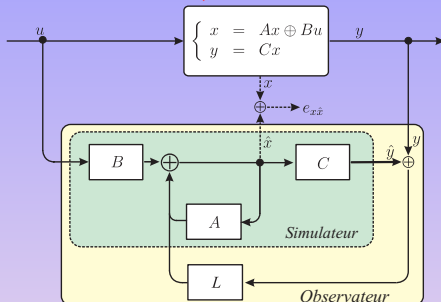 u
x = Ax ⊕ Bu
y = Cx
y
x
⊕ e_{xx̂}
x̂
y
ŷ
B ⊕ C ⊕
A
Simulateur
L
Observateur